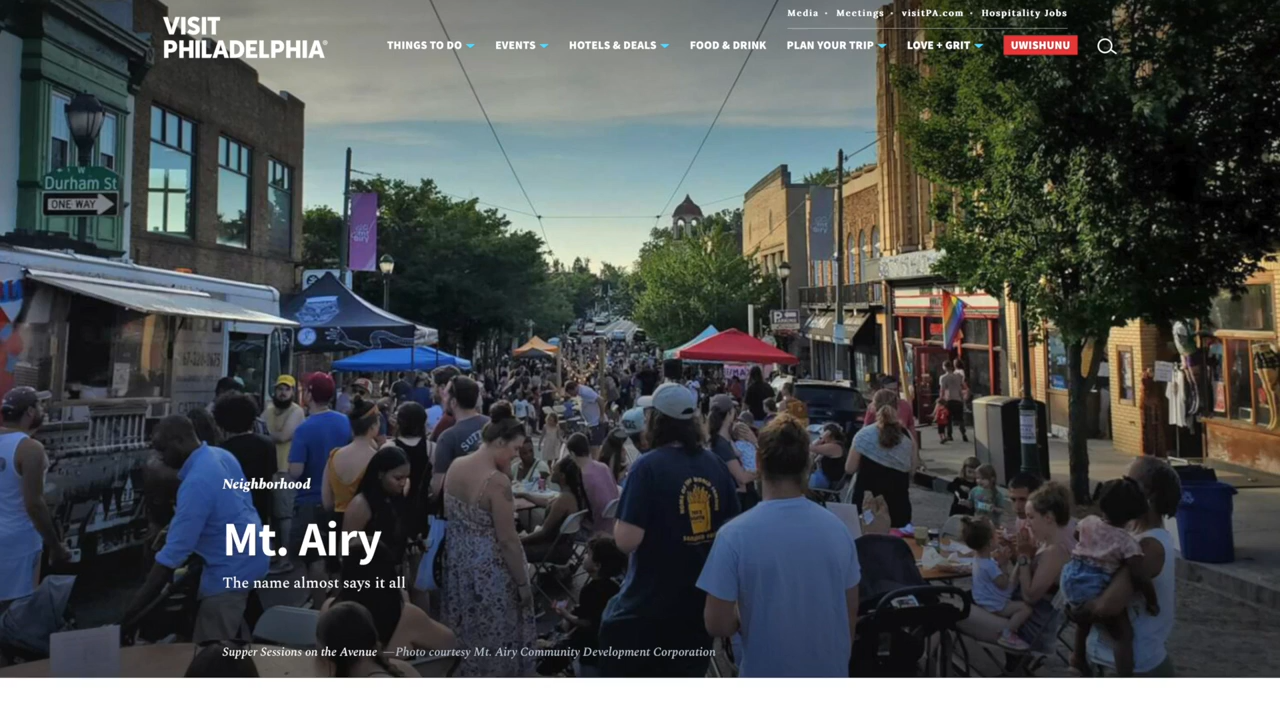 Media • Meetings • visitPA.com • Hospitality Jobs
VISIT
PHILADELPHIA®
THINGS TO DO
EVENTS
HOTELS & DEALS
FOOD & DRINK
PLAN YOUR TRIP
LOVE + GRIT
UWISHUNU
Durham St
ONE WAY
Neighborhood
Mt. Airy
The name almost says it all
Supper Sessions on the Avenue —Photo courtesy Mt. Airy Community Development Corporation